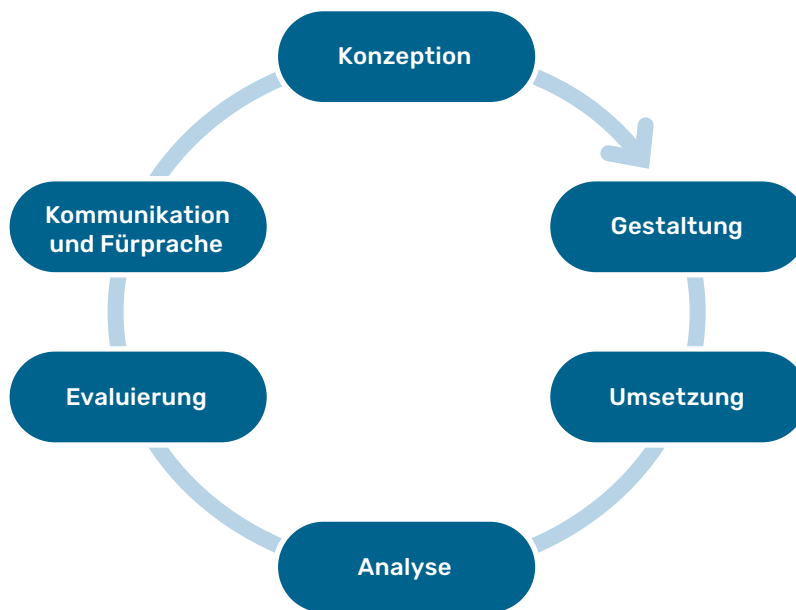 Konzeption
Kommunikation
und Fürprache
Gestaltung
Evaluierung
Umsetzung
Analyse